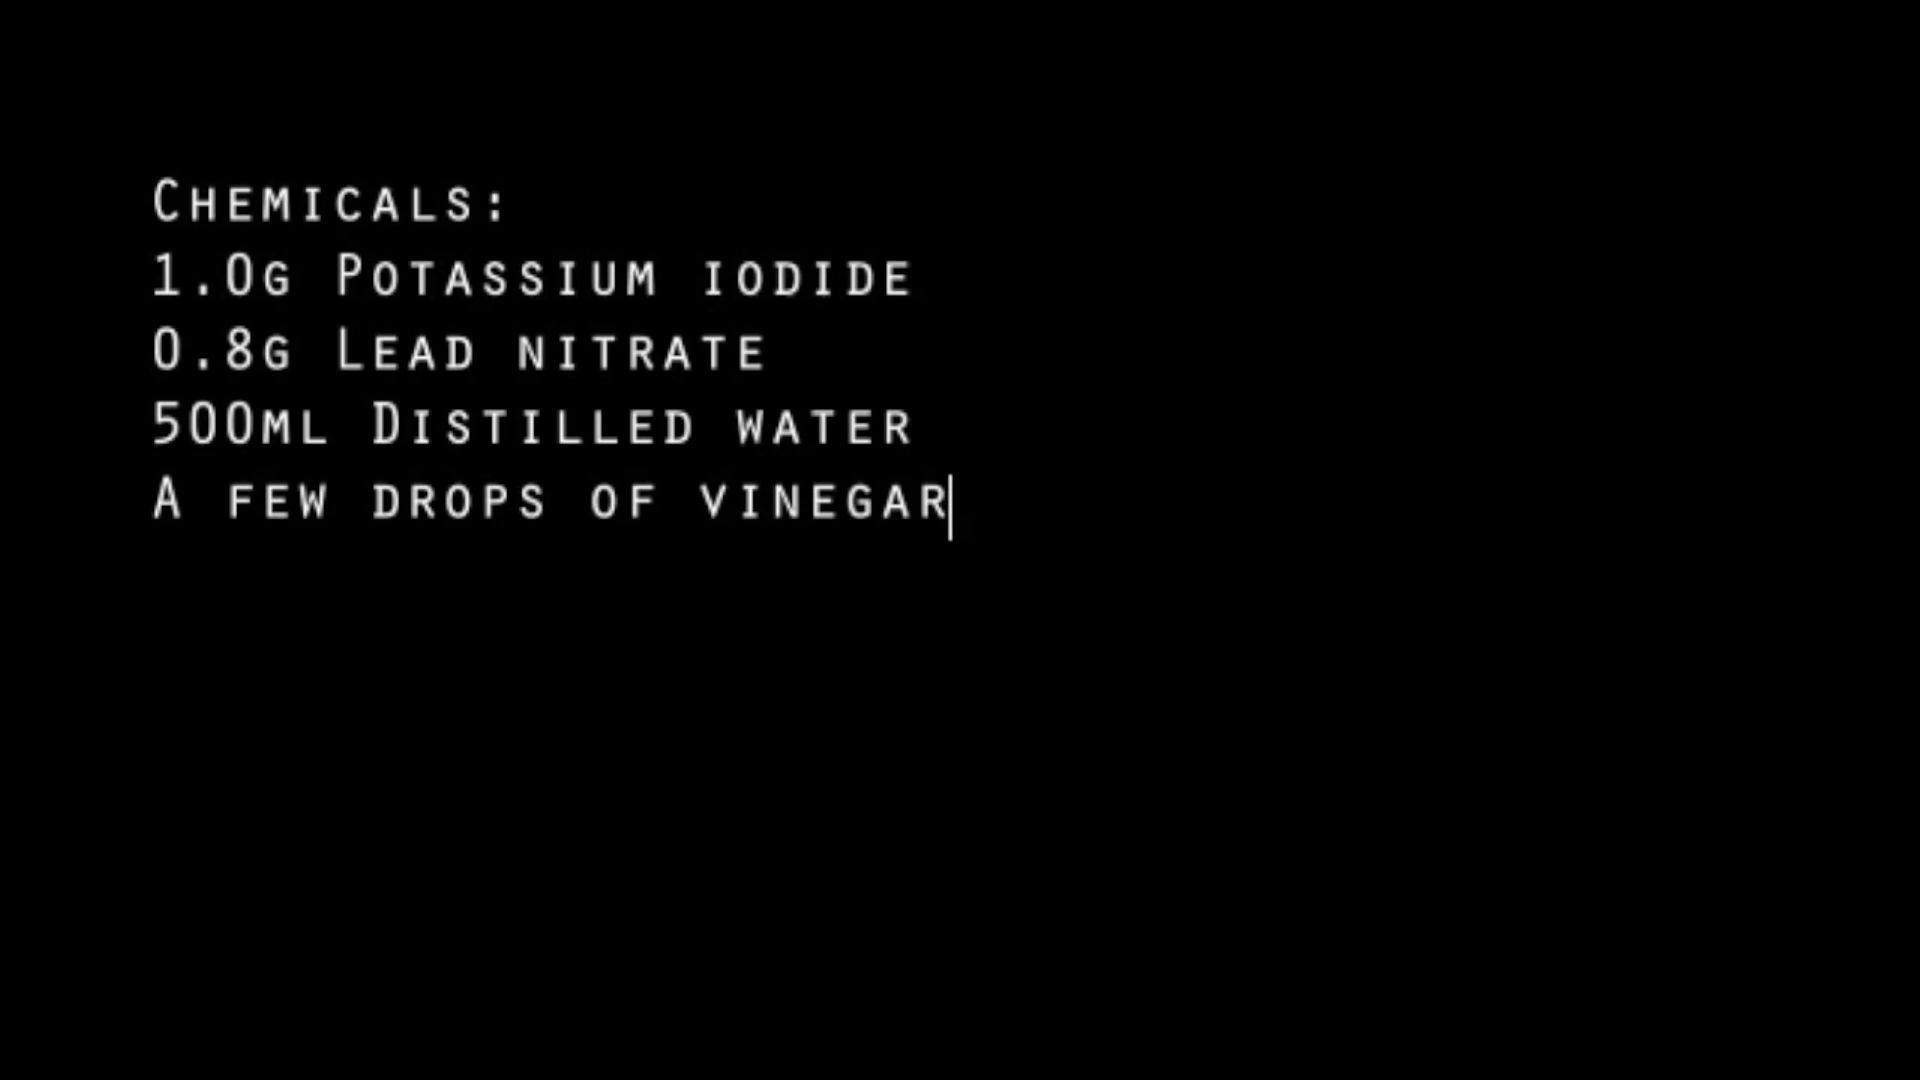 Chemicals:
1.0g Potassium iodide
0.8g Lead nitrate
500ml Distilled water
A few drops of vinegar